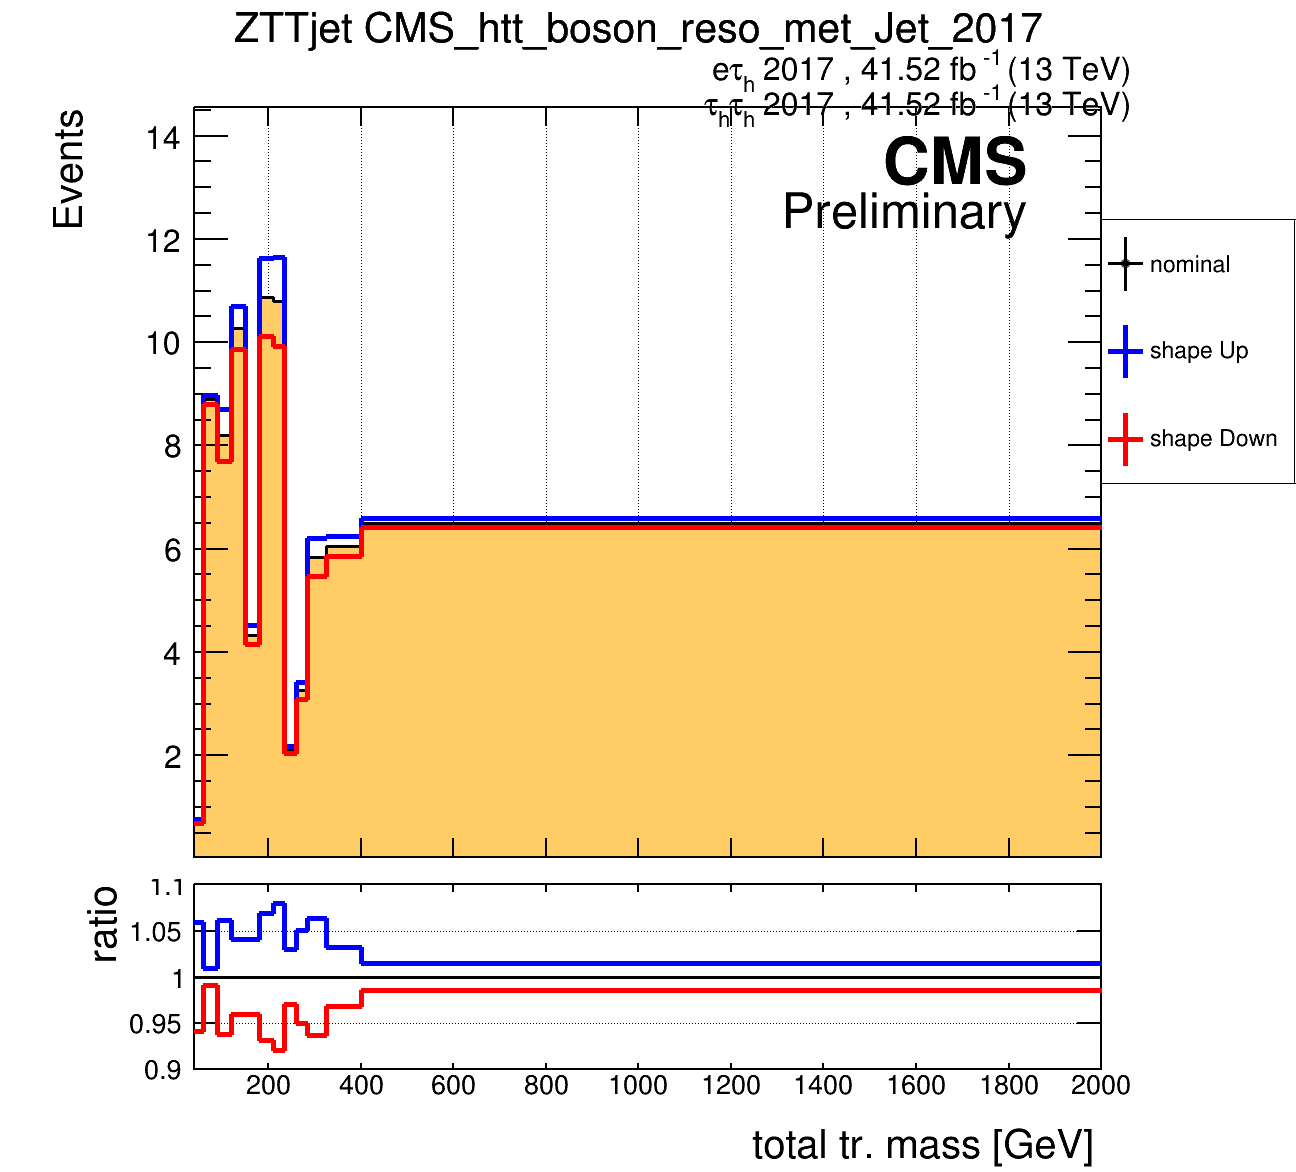 ZTTjet CMS_htt_boson_reso_met_Jet_2017
eτh 2017 , 41.52 fb-1 (13 TeV)
τhτh 2017 , 41.52 fb-1 (13 TeV)
Events
14
12
10
8
6
4
2
CMS
Preliminary
nominal
shape Up
shape Down
ratio
1.1
1.05
1
0.95
0.9
200 400 600 800 1000 1200 1400 1600 1800 2000
total tr. mass [GeV]